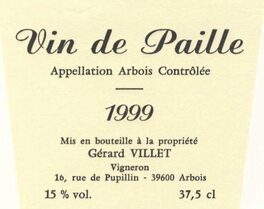 Vin de Paille
Appellation Arbois Contrôlée
1999
Mis en bouteille à la propriété
Gérard VILLET
Vigneron
16, rue de Pupillin - 39600 Arbois
15 % vol. 37,5 cl